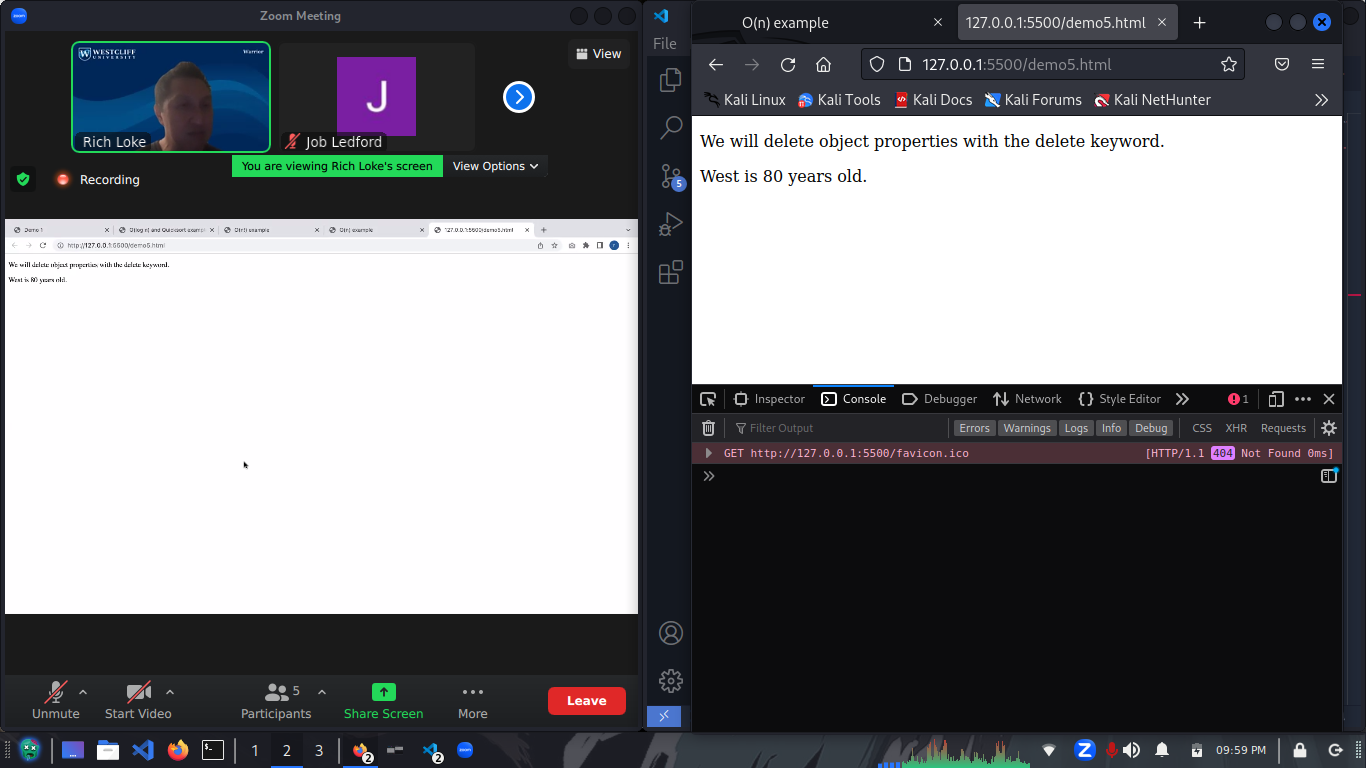 Zoom Meeting
zoom
WESTCLIFF
UNIVERSITY
Warrior
Rich Loke
J
Job Ledford
View
You are viewing Rich Loke's screen
View Options
Recording
Demo 1
O(n!) example
O(n) example
127.0.0.1:5500/demo5.html
http://127.0.0.1:5500/demo5.html
We will delete object properties with the delete keyword.
West is 80 years old.
Unmute
Start Video
5
Participants
Share Screen
More
Leave
File
5
O(n) example
127.0.0.1:5500/demo5.html
127.0.0.1:5500/demo5.html
Kali Linux
Kali Tools
Kali Docs
Kali Forums
Kali NetHunter
We will delete object properties with the delete keyword.
West is 80 years old.
Inspector
Console
Debugger
Network
Style Editor
1
Filter Output
Errors
Warnings
Logs
Info
Debug
CSS
XHR
Requests
GET http://127.0.0.1:5500/favicon.ico
[HTTP/1.1 404 Not Found 0ms]
1
2
3
2
2
zoom
Z
09:59 PM